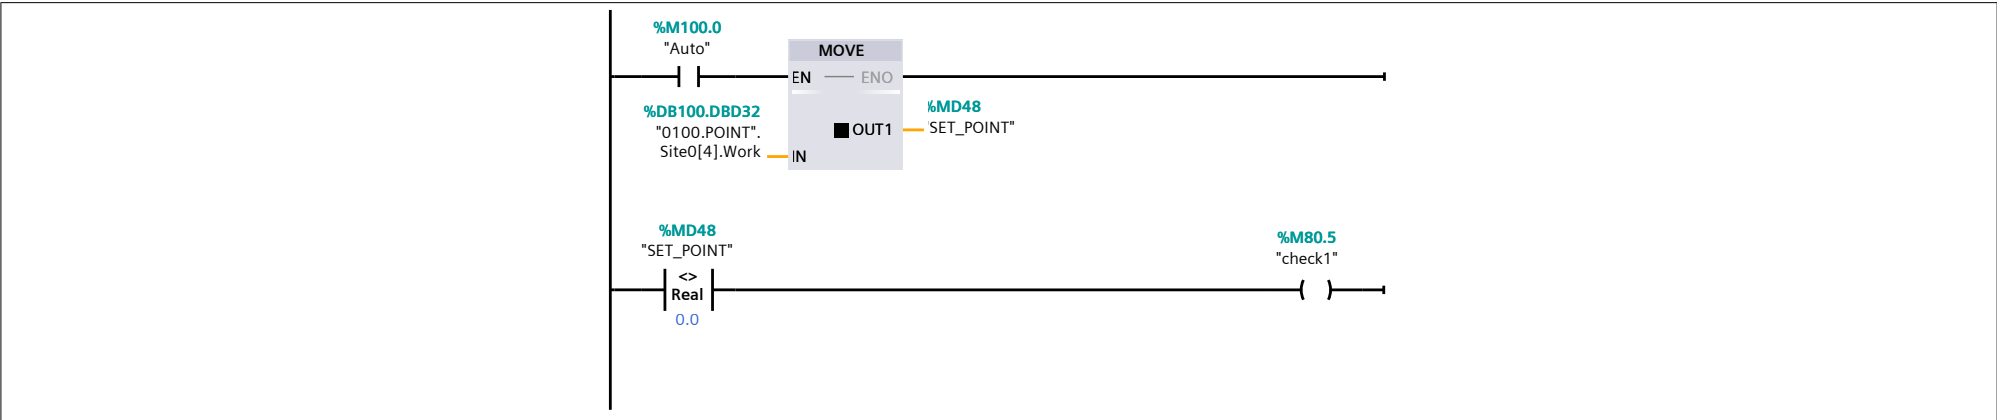 %M100.0
"Auto"
MOVE
EN
ENO
%DB100.DBD32
"0100.POINT".
Site0[4].Work
IN
OUT1
%MD48
"SET_POINT"
%MD48
"SET_POINT"
<>
Real
0.0
%M80.5
"check1"